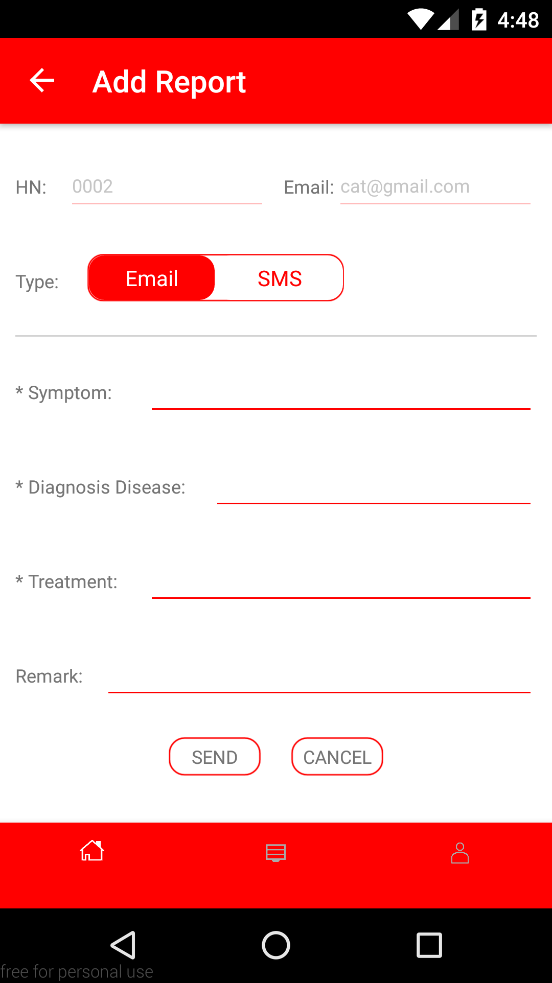 4:48
Add Report
HN: 0002 Email: cat@gmail.com
Type: Email SMS
* Symptom:
* Diagnosis Disease:
* Treatment:
Remark:
SEND CANCEL
free for personal use